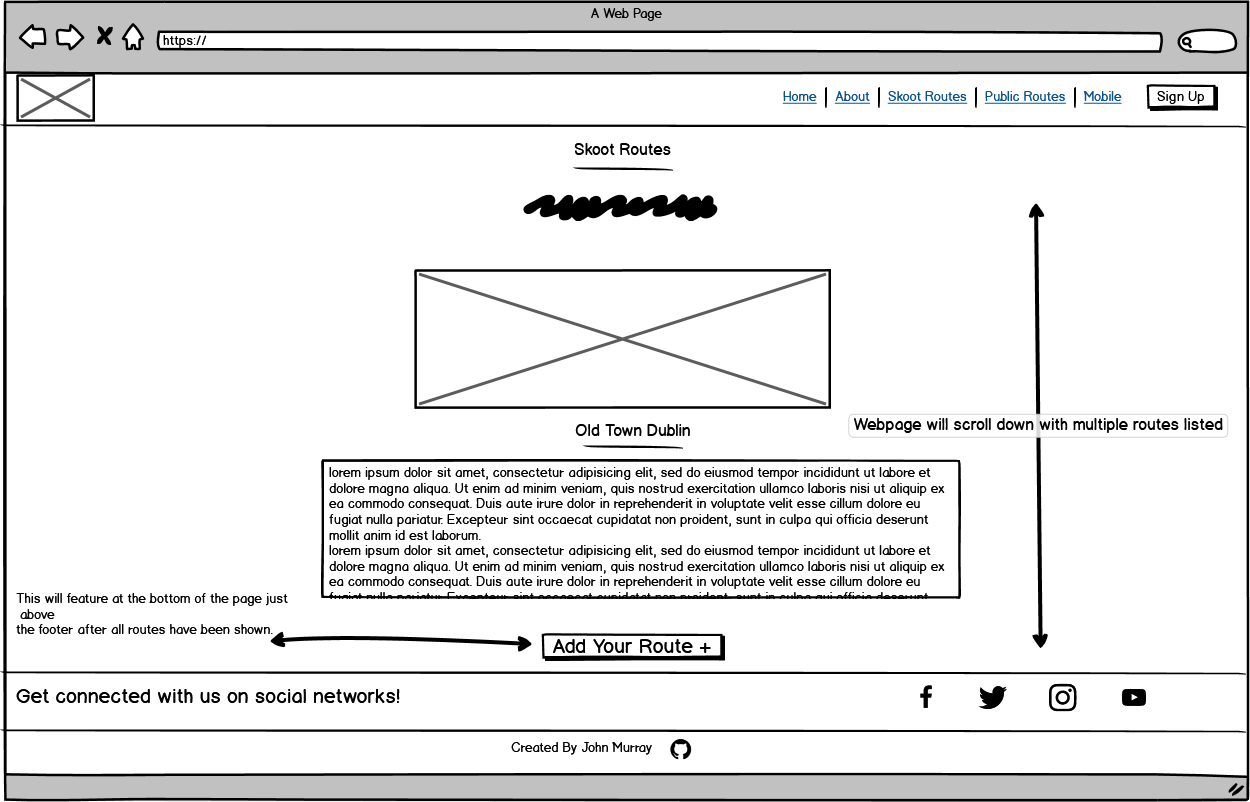 A Web Page
https://
Home About Skoot Routes Public Routes Mobile Sign Up
Skoot Routes
Old Town Dublin
Webpage will scroll down with multiple routes listed
lorem ipsum dolor sit amet, consectetur adipisicing elit, sed do eiusmod tempor incididunt ut labore et
dolore magna aliqua. Ut enim ad minim veniam, quis nostrud exercitation ullamco laboris nisi ut aliquip ex
ea commodo consequat. Duis aute irure dolor in reprehenderit in voluptate velit esse cillum dolore eu
fugiat nulla pariatur. Excepteur sint occaecat cupidatat non proident, sunt in culpa qui officia deserunt
mollit anim id est laborum.
lorem ipsum dolor sit amet, consectetur adipisicing elit, sed do eiusmod tempor incididunt ut labore et
dolore magna aliqua. Ut enim ad minim veniam, quis nostrud exercitation ullamco laboris nisi ut aliquip ex
ea commodo consequat. Duis aute irure dolor in reprehenderit in voluptate velit esse cillum dolore eu
This will feature at the bottom of the page just
above
the footer after all routes have been shown.
Add Your Route +
Get connected with us on social networks!
Created By John Murray